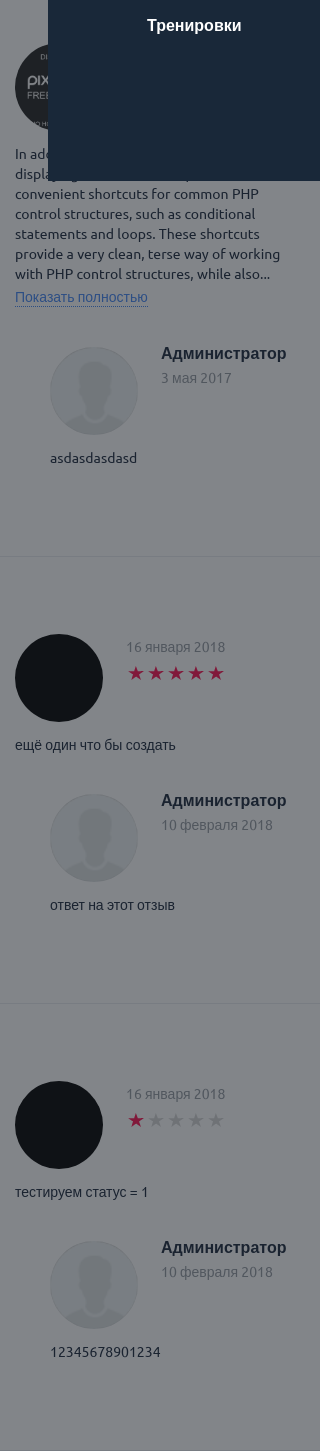 Тренировки
In
convenient shortcuts for common PHP
control structures, such as conditional
statements and loops. These shortcuts
provide a very clean, terse way of working
with PHP control structures, while also...
Показать полностью
Администратор
3 мая 2017
asdasdasdasd
16 января 2018
ещё один что бы создать
Администратор
10 февраля 2018
ответ на этот отзыв
16 января 2018
тестируем статус = 1
Администратор
10 февраля 2018
12345678901234